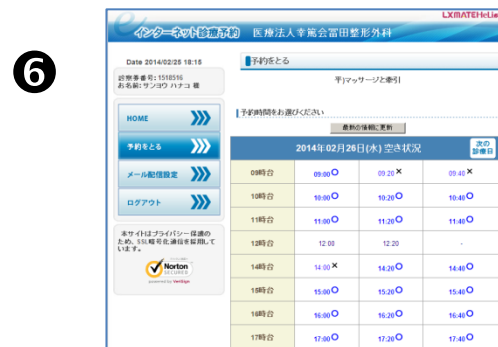 ❻
LXMATEHeLio
インターネット診療予約 医療法人幸篤会冨田整形外科
Date 2014/02/25 18:15
診察券番号:1518516
お名前:サンヨウ ハナコ 様
HOME
予約をとる
メール配信設定
ログアウト
本サイトはプライバシー保護の
ため、SSL暗号化通信を採用して
います。
Norton
SECURED
powered by VeriSign
予約をとる
平)マッサージと牽引
予約時間をお選びください
最新の情報に更新
2014年02月26日(水) 空き状況 次の診療日
09時台 09:00○ 09:20× 09:40×
10時台 10:00○ 10:20○ 10:40○
11時台 11:00○ 11:20○ 11:40○
12時台 12:00 12:20 -
14時台 14:00× 14:20○ 14:40○
15時台 15:00○ 15:20○ 15:40○
16時台 16:00○ 16:20○ 16:40○
17時台 17:00○ 17:20○ 17:40○